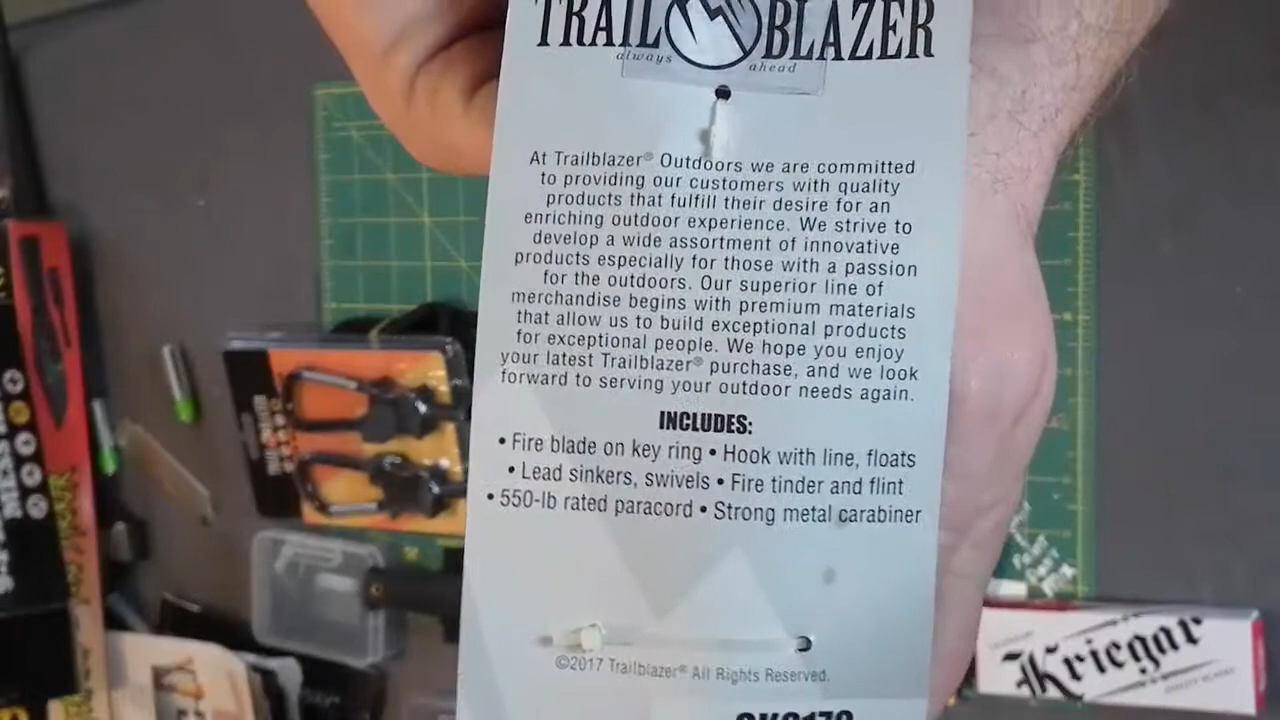 TRAIL BLAZER
always ahead
At Trailblazer® Outdoors we are committed
to providing our customers with quality
products that fulfill their desire for an
enriching outdoor experience. We strive to
develop a wide assortment of innovative
products especially for those with a passion
for the outdoors. Our superior line of
merchandise begins with premium materials
that allow us to build exceptional products
for exceptional people. We hope you enjoy
your latest Trailblazer® purchase, and we look
forward to serving your outdoor needs again.
INCLUDES:
• Fire blade on key ring • Hook with line, floats
• Lead sinkers, swivels • Fire tinder and flint
• 550-lb rated paracord • Strong metal carabiner
©2017 Trailblazer® All Rights Reserved.
Kriegar